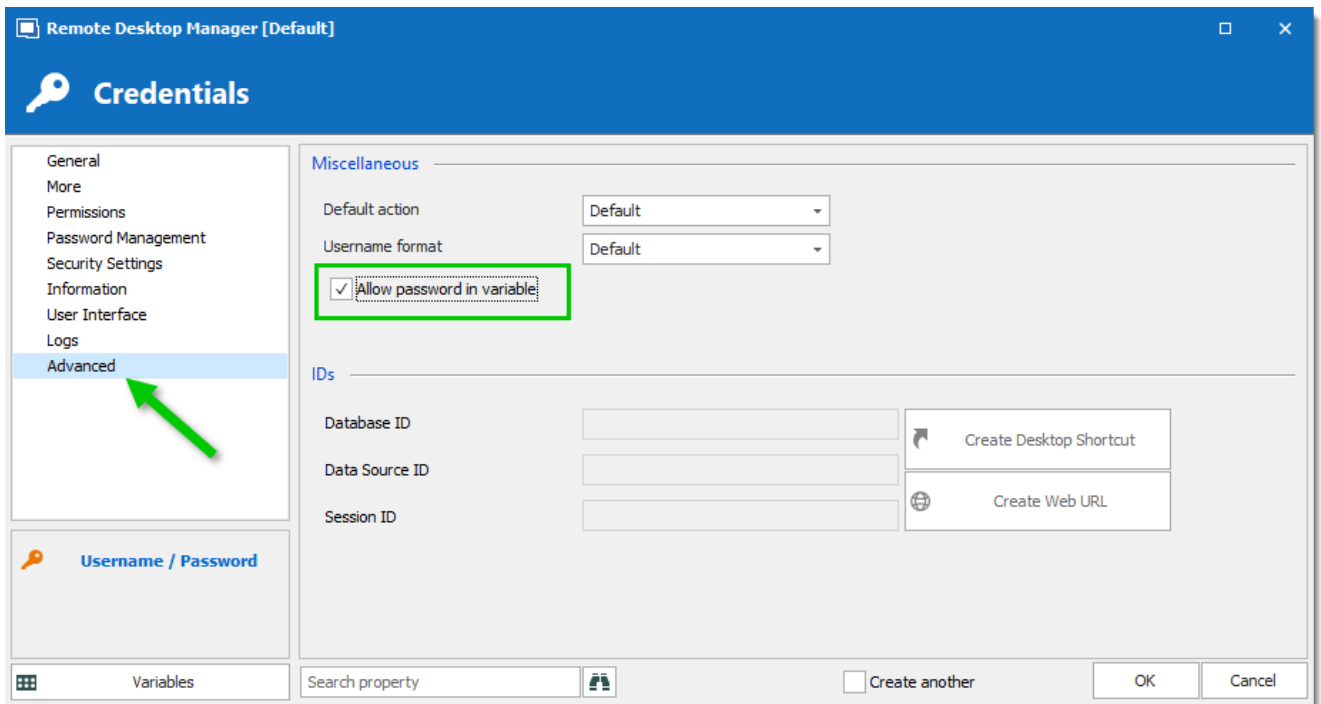 Remote Desktop Manager [Default]
Credentials
General
More
Permissions
Password Management
Security Settings
Information
User Interface
Logs
Advanced
Username / Password
Variables
Miscellaneous
Default action
Default
Username format
Default
Allow password in variable
IDs
Database ID
Data Source ID
Session ID
Create Desktop Shortcut
Create Web URL
Search property
Create another
OK
Cancel